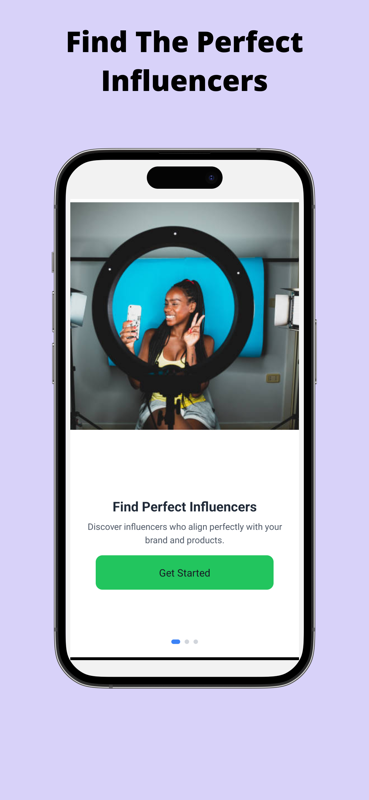 Find The Perfect
Influencers
Find Perfect Influencers
Discover influencers who align perfectly with your
brand and products.
Get Started